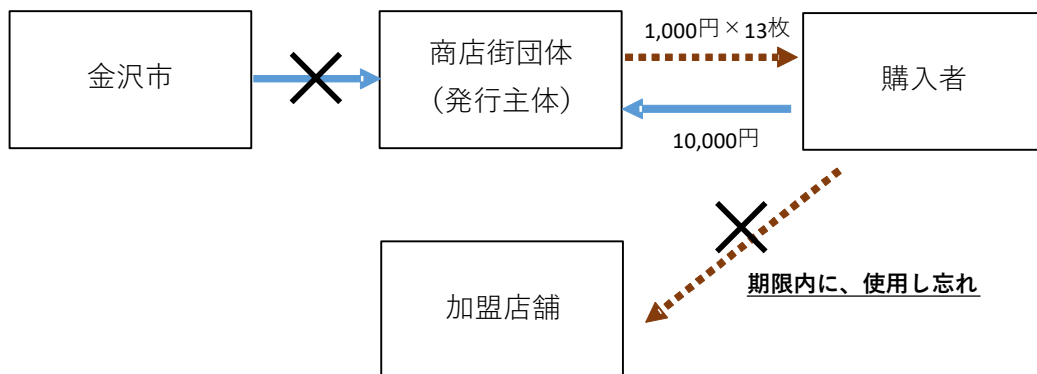 1,000円×13枚
金沢市
商店街団体
（発行主体）
購入者
10,000円
期限内に、使用し忘れ
加盟店舗